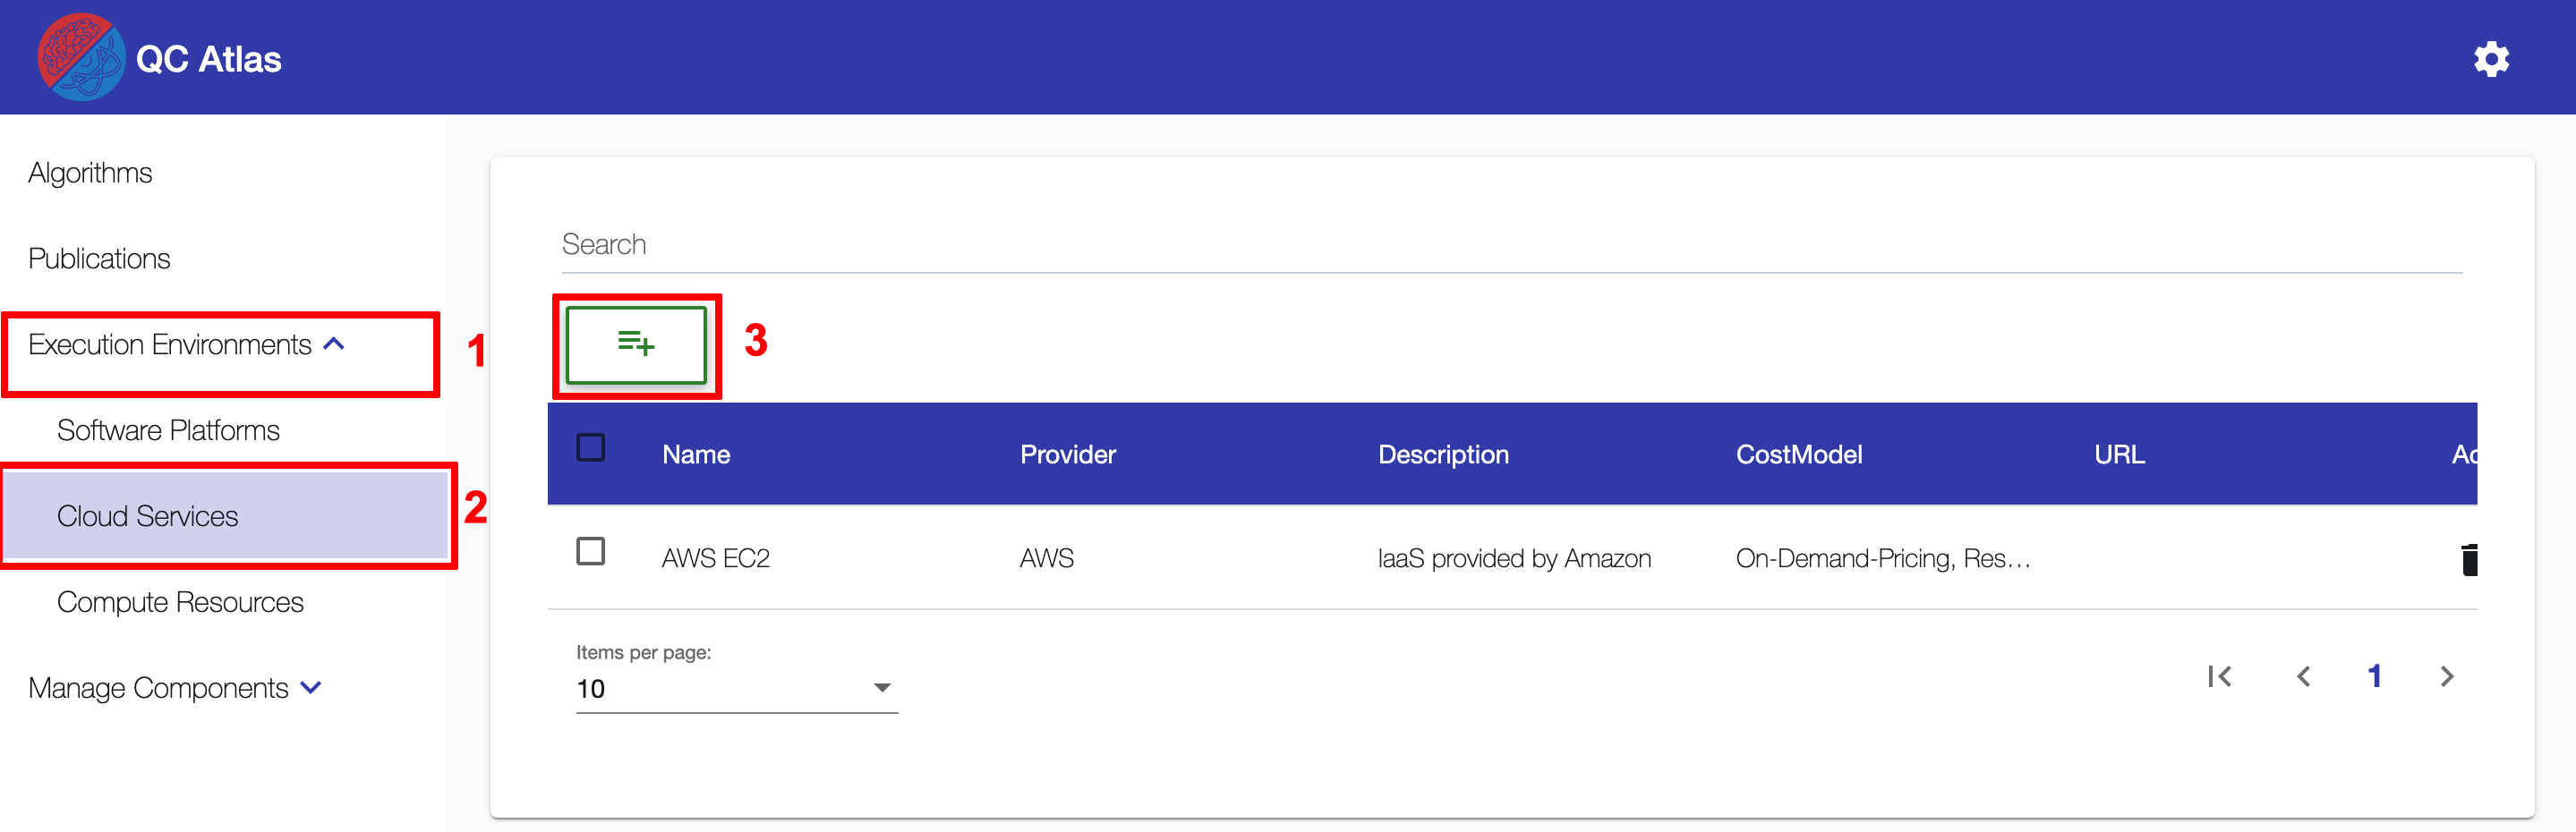 QC Atlas
Algorithms
Publications
Execution Environments
1
Software Platforms
Cloud Services
2
Compute Resources
Manage Components
Search
3
Name Provider Description CostModel URL Ac
AWS EC2 AWS IaaS provided by Amazon On-Demand-Pricing, Res...
Items per page:
10
1